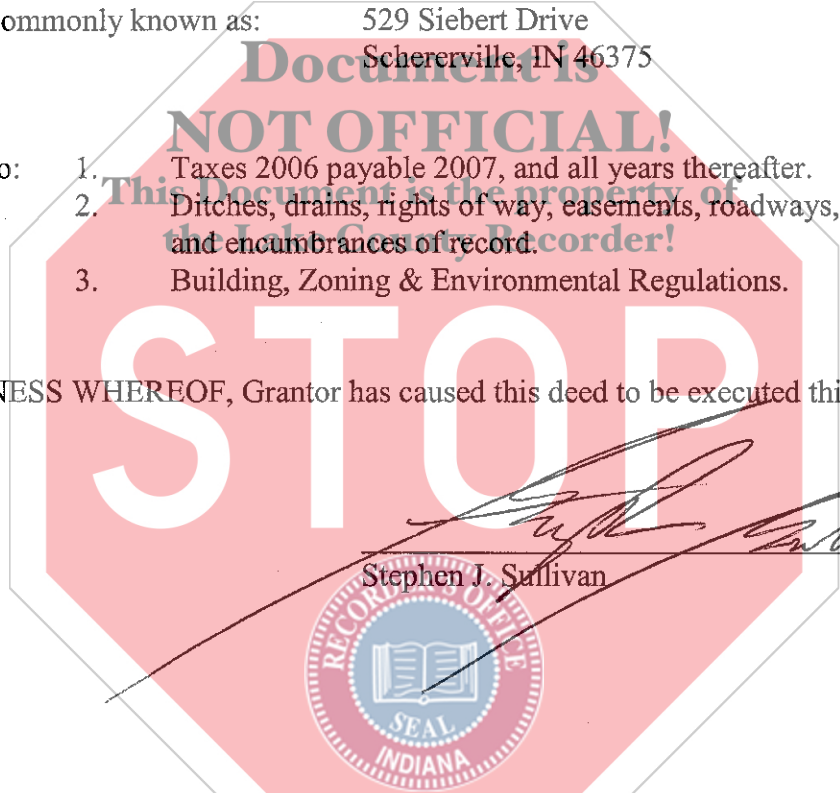 ommonly known as: 529 Siebert Drive
Schererville, IN 46375
Document is
NOT OFFICIAL!
This Document is the property of
the Lake County Recorder!
o: 1. Taxes 2006 payable 2007, and all years thereafter.
2. Ditches, drains, rights of way, easements, roadways,
and encumbrances of record.
3. Building, Zoning & Environmental Regulations.
STOP
NESS WHEREOF, Grantor has caused this deed to be executed thi
Stephen J. Sullivan
RECORDER'S OFFICE
SEAL
INDIANA